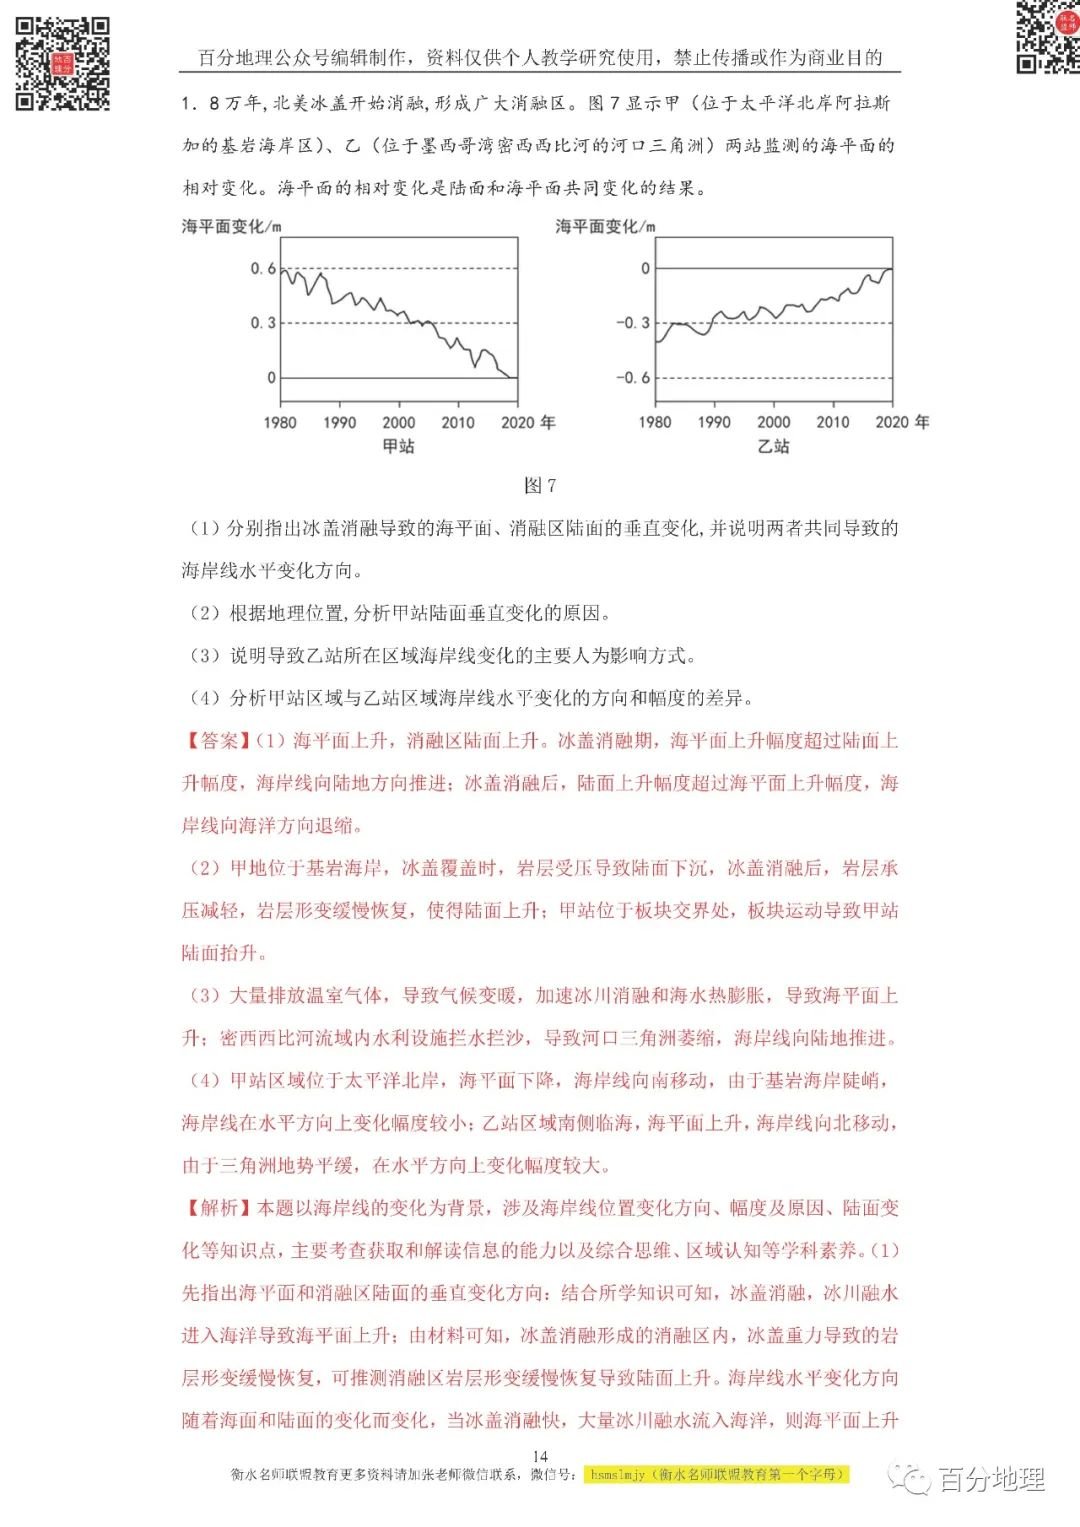 百分地理公众号编辑制作，资料仅供个人教学研究使用，禁止传播或作为商业目的
1．8 万年,北美冰盖开始消融,形成广大消融区。图 7 显示甲（位于太平洋北岸阿拉斯
加的基岩海岸区）、乙（位于墨西哥湾密西西比河的河口三角洲）两站监测的海平面的
相对变化。海平面的相对变化是陆面和海平面共同变化的结果。
海平面变化/m
0.6
0.3
0
1980 1990 2000 2010 2020 年
甲站
海平面变化/m
0
-0.3
-0.6
1980 1990 2000 2010 2020 年
乙站
图 7
（1）分别指出冰盖消融导致的海平面、消融区陆面的垂直变化,并说明两者共同导致的
海岸线水平变化方向。
（2）根据地理位置,分析甲站陆面垂直变化的原因。
（3）说明导致乙站所在区域海岸线变化的主要人为影响方式。
（4）分析甲站区域与乙站区域海岸线水平变化的方向和幅度的差异。
【答案】（1）海平面上升，消融区陆面上升。冰盖消融期，海平面上升幅度超过陆面上
升幅度，海岸线向陆地方向推进；冰盖消融后，陆面上升幅度超过海平面上升幅度，海
岸线向海洋方向退缩。
（2）甲地位于基岩海岸，冰盖覆盖时，岩层受压导致陆面下沉，冰盖消融后，岩层承
压减轻，岩层形变缓慢恢复，使得陆面上升；甲站位于板块交界处，板块运动导致甲站
陆面抬升。
（3）大量排放温室气体，导致气候变暖，加速冰川消融和海水热膨胀，导致海平面上
升；密西西比河流域内水利设施拦水拦沙，导致河口三角洲萎缩，海岸线向陆地推进。
（4）甲站区域位于太平洋北岸，海平面下降，海岸线向南移动，由于基岩海岸陡峭，
海岸线在水平方向上变化幅度较小；乙站区域南侧临海，海平面上升，海岸线向北移动，
由于三角洲地势平缓，在水平方向上变化幅度较大。
【解析】本题以海岸线的变化为背景，涉及海岸线位置变化方向、幅度及原因、陆面变
化等知识点，主要考查获取和解读信息的能力以及综合思维、区域认知等学科素养。（1）
先指出海平面和消融区陆面的垂直变化方向：结合所学知识可知，冰盖消融，冰川融水
进入海洋导致海平面上升；由材料可知，冰盖消融形成的消融区内，冰盖重力导致的岩
层形变缓慢恢复，可推测消融区岩层形变缓慢恢复导致陆面上升。海岸线水平变化方向
随着海面和陆面的变化而变化，当冰盖消融快，大量冰川融水流入海洋，则海平面上升
14
衡水名师联盟教育更多资料请加张老师微信联系，微信号：hsmslmjy（衡水名师联盟教育第一个字母）
百分地理